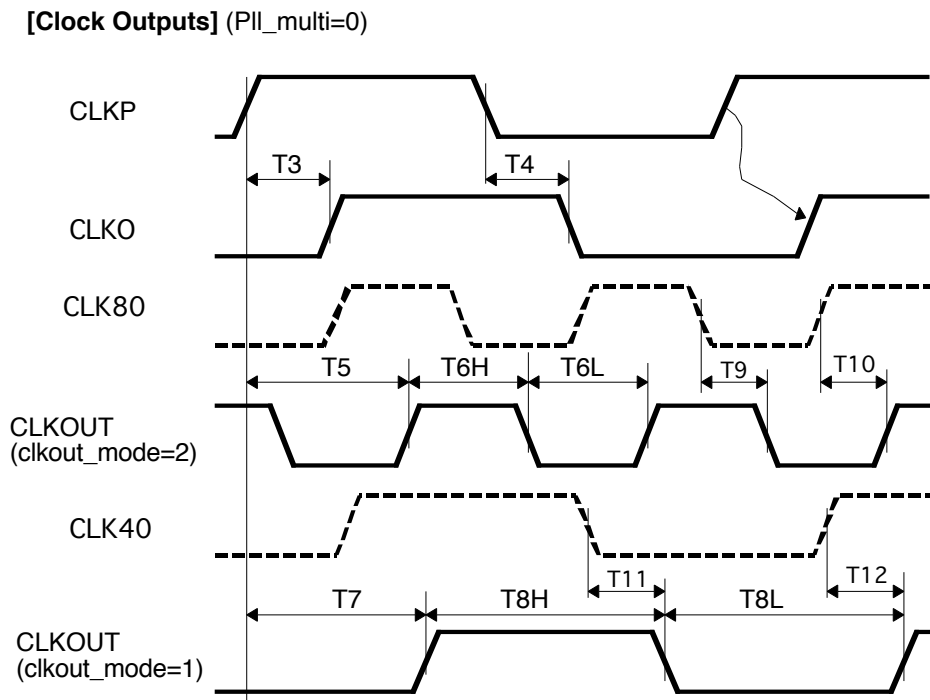 [Clock Outputs] (Pll_multi=0)
CLKP
T3
T4
CLKO
CLK80
T5
T6H
T6L
T9
T10
CLKOUT
(clkout_mode=2)
CLK40
T11
T12
T7
T8H
T8L
CLKOUT
(clkout_mode=1)